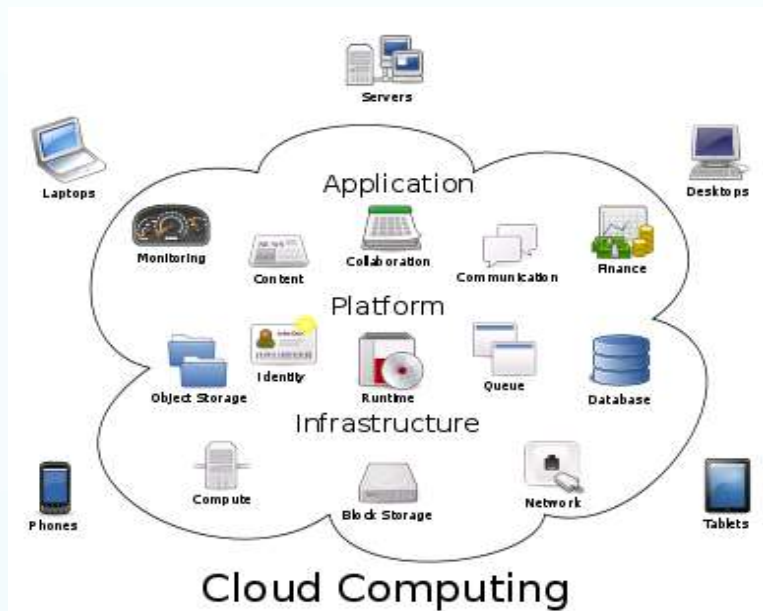 Servers
Laptops
Desktops
Application
Monitoring
Content
Collaboration
Communication
Finance
Platform
Object Storage
Identity
Runtime
Queue
Database
Infrastructure
Compute
Block Storage
Network
Phones
Tablets
Cloud Computing